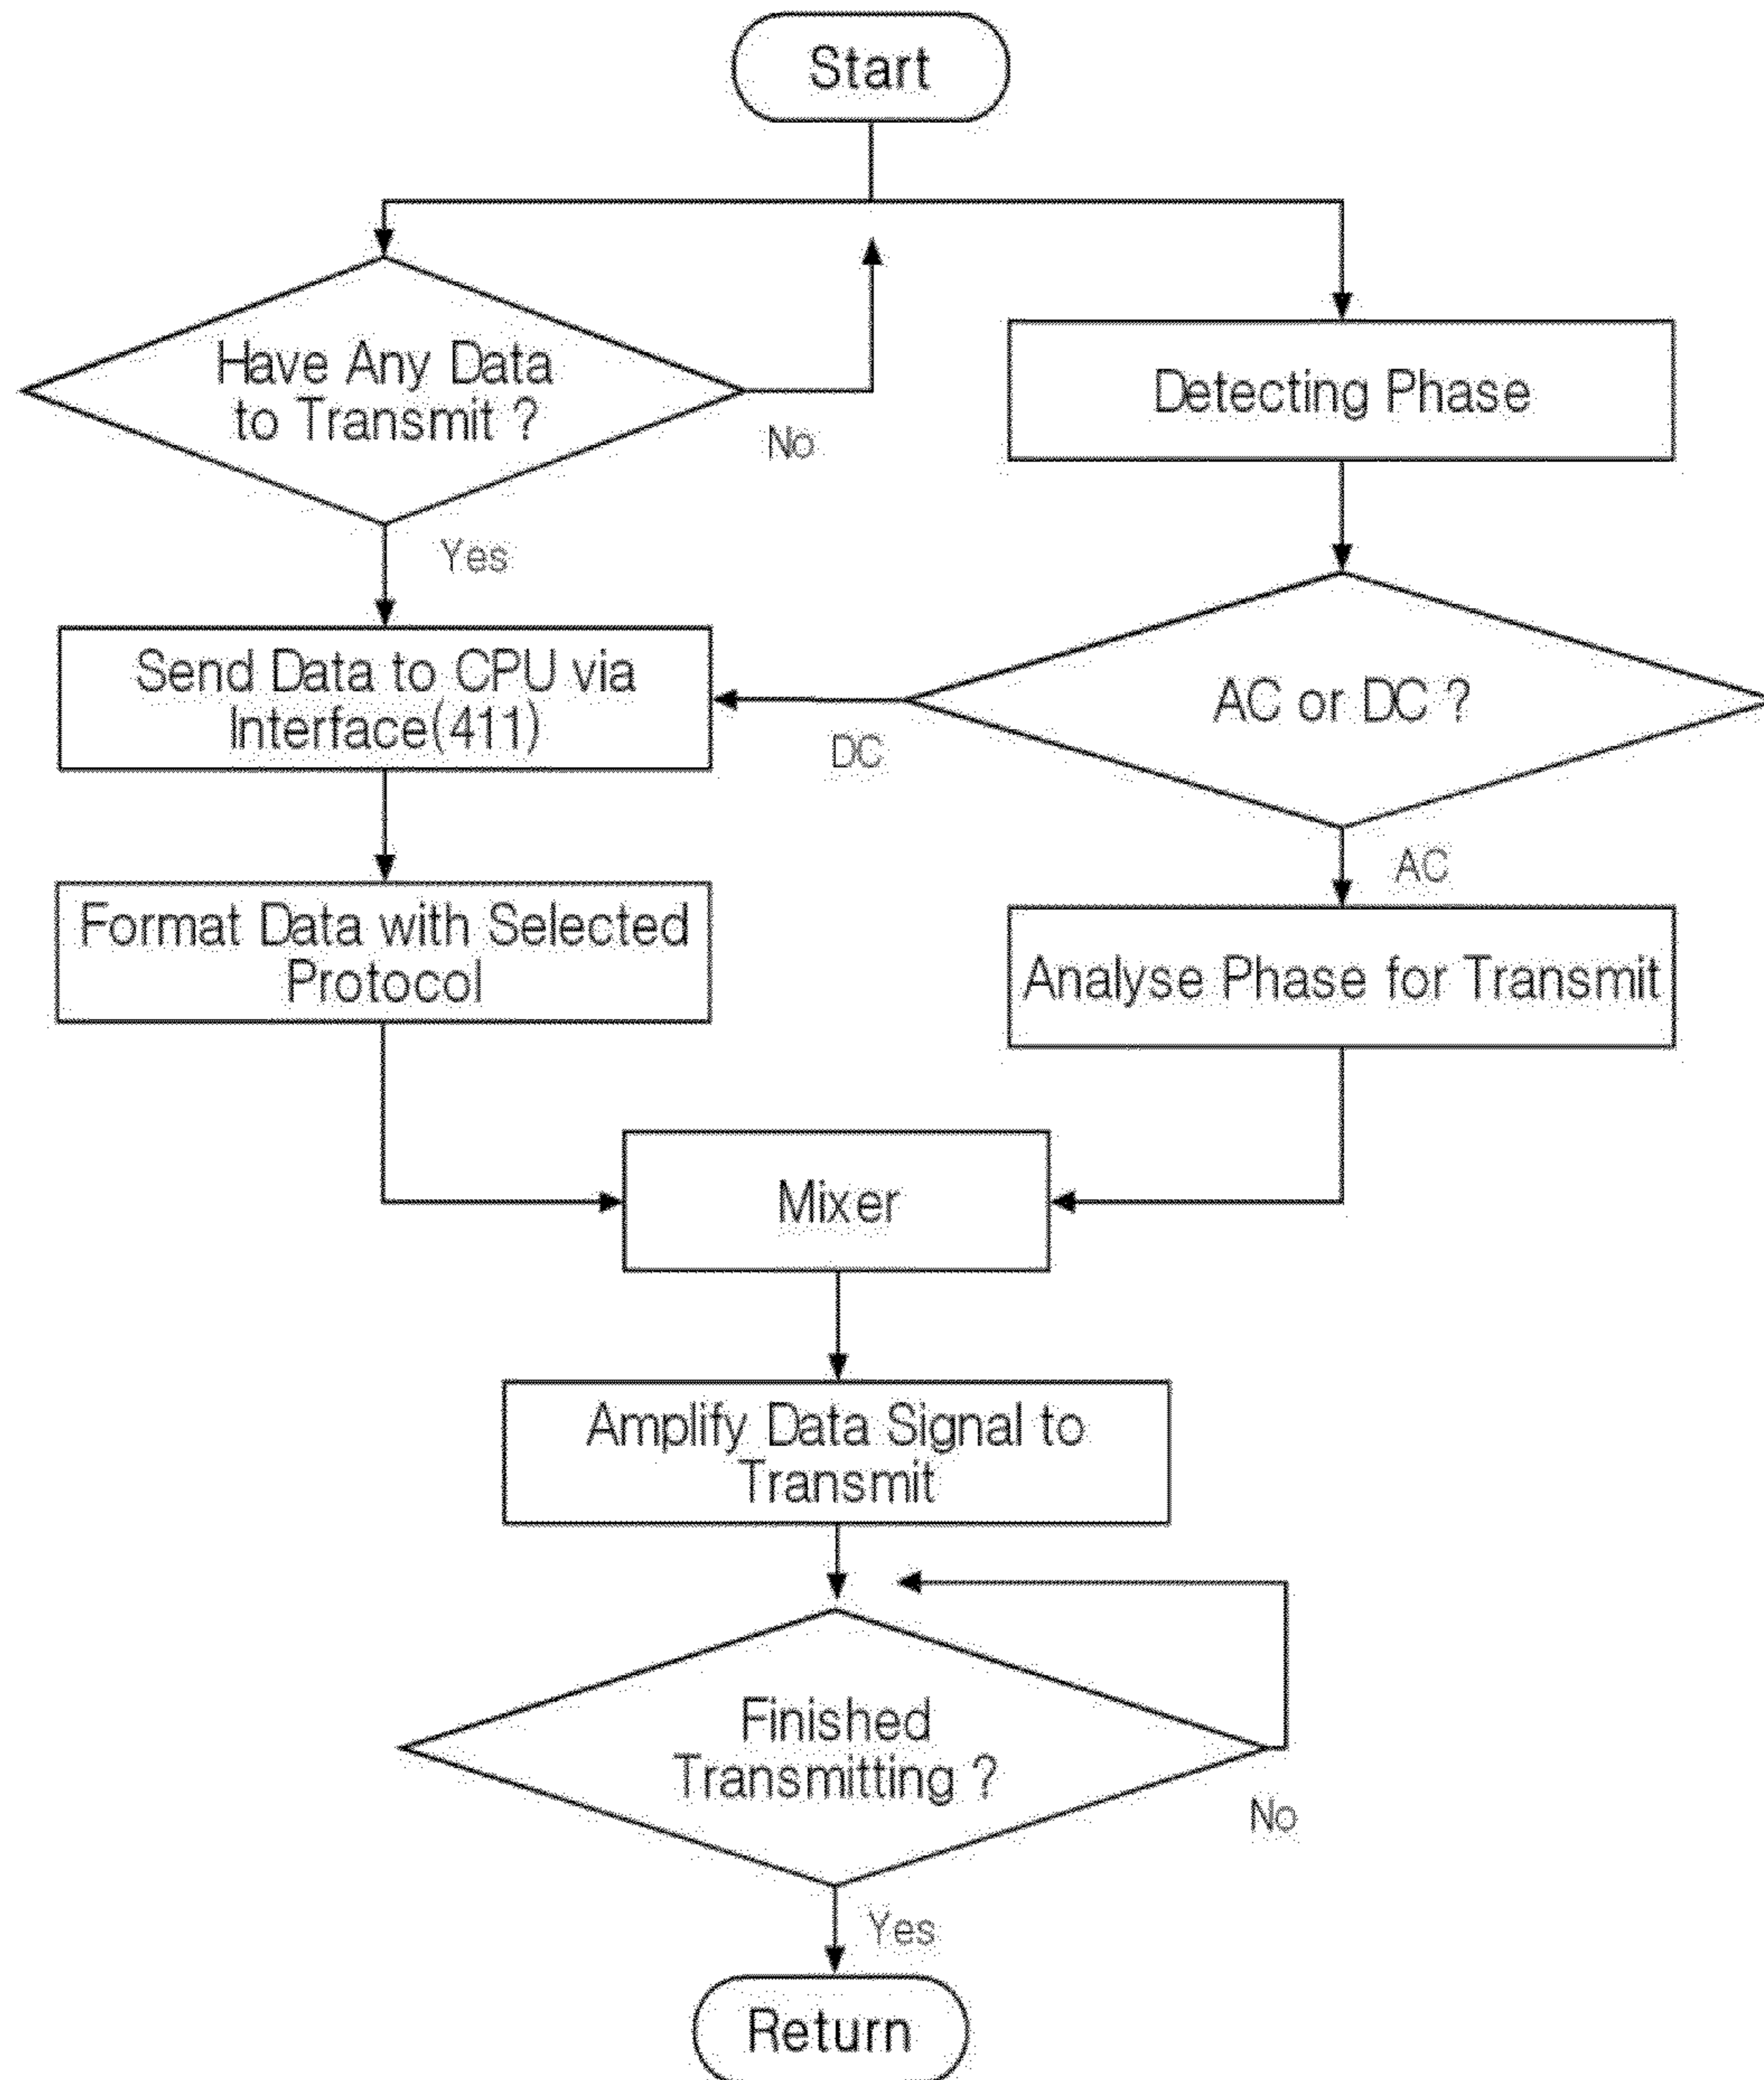 Start
Have Any Data
to Transmit ?
No
Detecting Phase
Yes
Send Data to CPU via
Interface(411)
AC or DC ?
DC
AC
Format Data with Selected
Protocol
Analyse Phase for Transmit
Mixer
Amplify Data Signal to
Transmit
Finished
Transmitting ?
No
Yes
Return